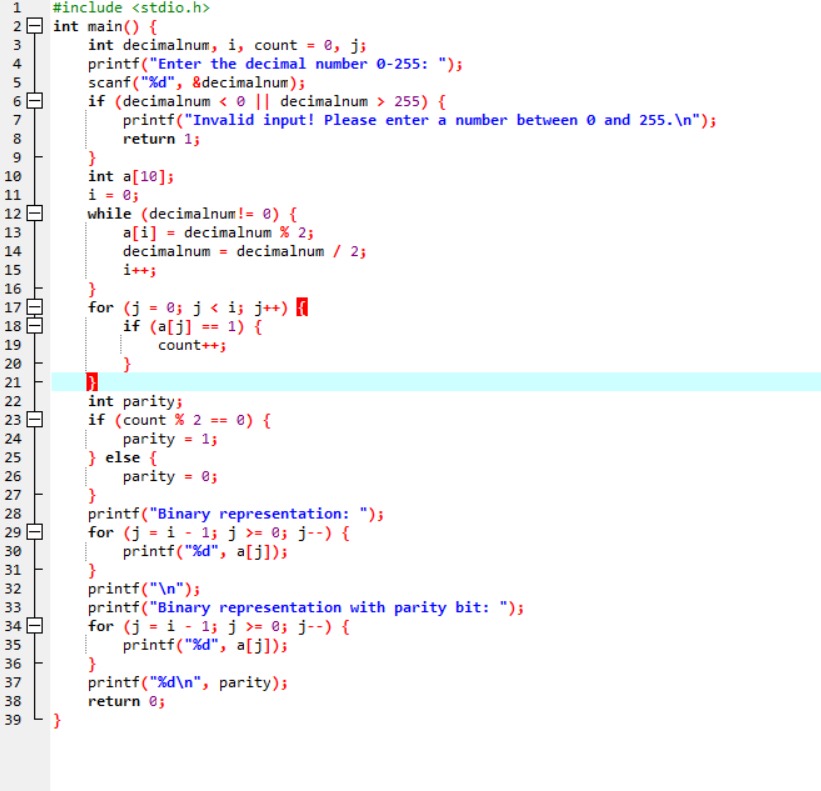 1 #include <stdio.h>
2 int main() {
3     int decimalnum, i, count = 0, j;
4     printf("Enter the decimal number 0-255: ");
5     scanf("%d", &decimalnum);
6     if (decimalnum < 0 || decimalnum > 255) {
7         printf("Invalid input! Please enter a number between 0 and 255.\n");
8         return 1;
9     }
10     int a[10];
11     i = 0;
12     while (decimalnum!= 0) {
13         a[i] = decimalnum % 2;
14         decimalnum = decimalnum / 2;
15         i++;
16     }
17     for (j = 0; j < i; j++) {
18         if (a[j] == 1) {
19             count++;
20         }
21     }
22     int parity;
23     if (count % 2 == 0) {
24         parity = 1;
25     } else {
26         parity = 0;
27     }
28     printf("Binary representation: ");
29     for (j = i - 1; j >= 0; j--) {
30         printf("%d", a[j]);
31     }
32     printf("\n");
33     printf("Binary representation with parity bit: ");
34     for (j = i - 1; j >= 0; j--) {
35         printf("%d", a[j]);
36     }
37     printf("%d\n", parity);
38     return 0;
39 }